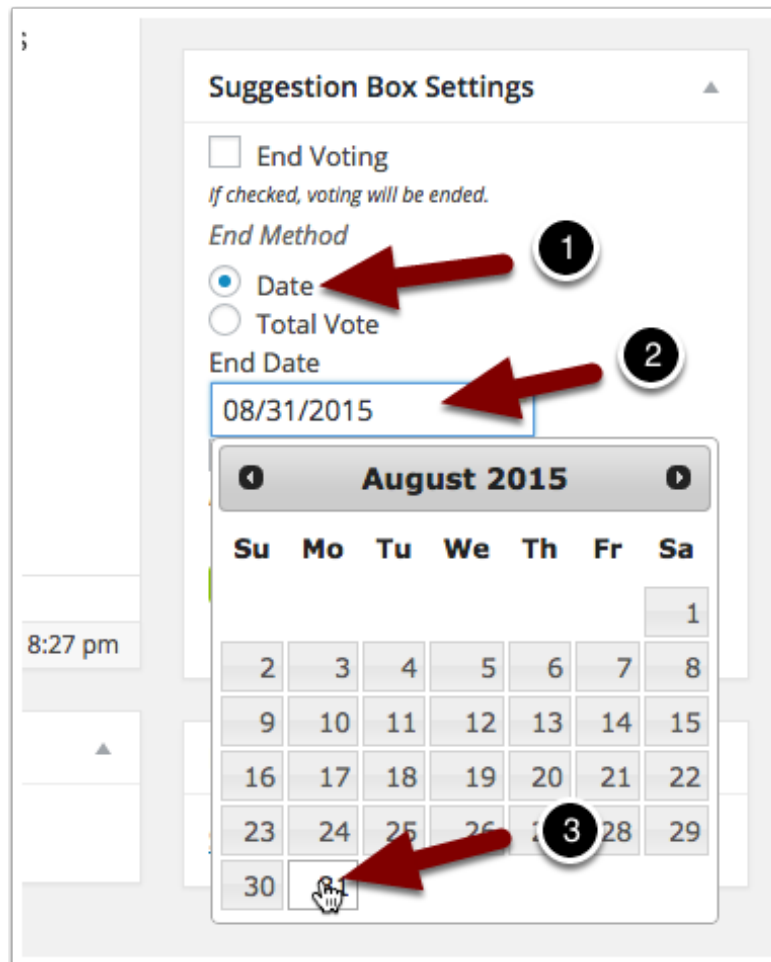 s
Suggestion Box Settings
End Voting
If checked, voting will be ended.
End Method
1
Date
Total Vote
2
End Date
08/31/2015
August 2015
Su Mo Tu We Th Fr Sa
1
8:27 pm
2 3 4 5 6 7 8
9 10 11 12 13 14 15
16 17 18 19 20 21 22
23 24 25 26 3 28 29
30 31